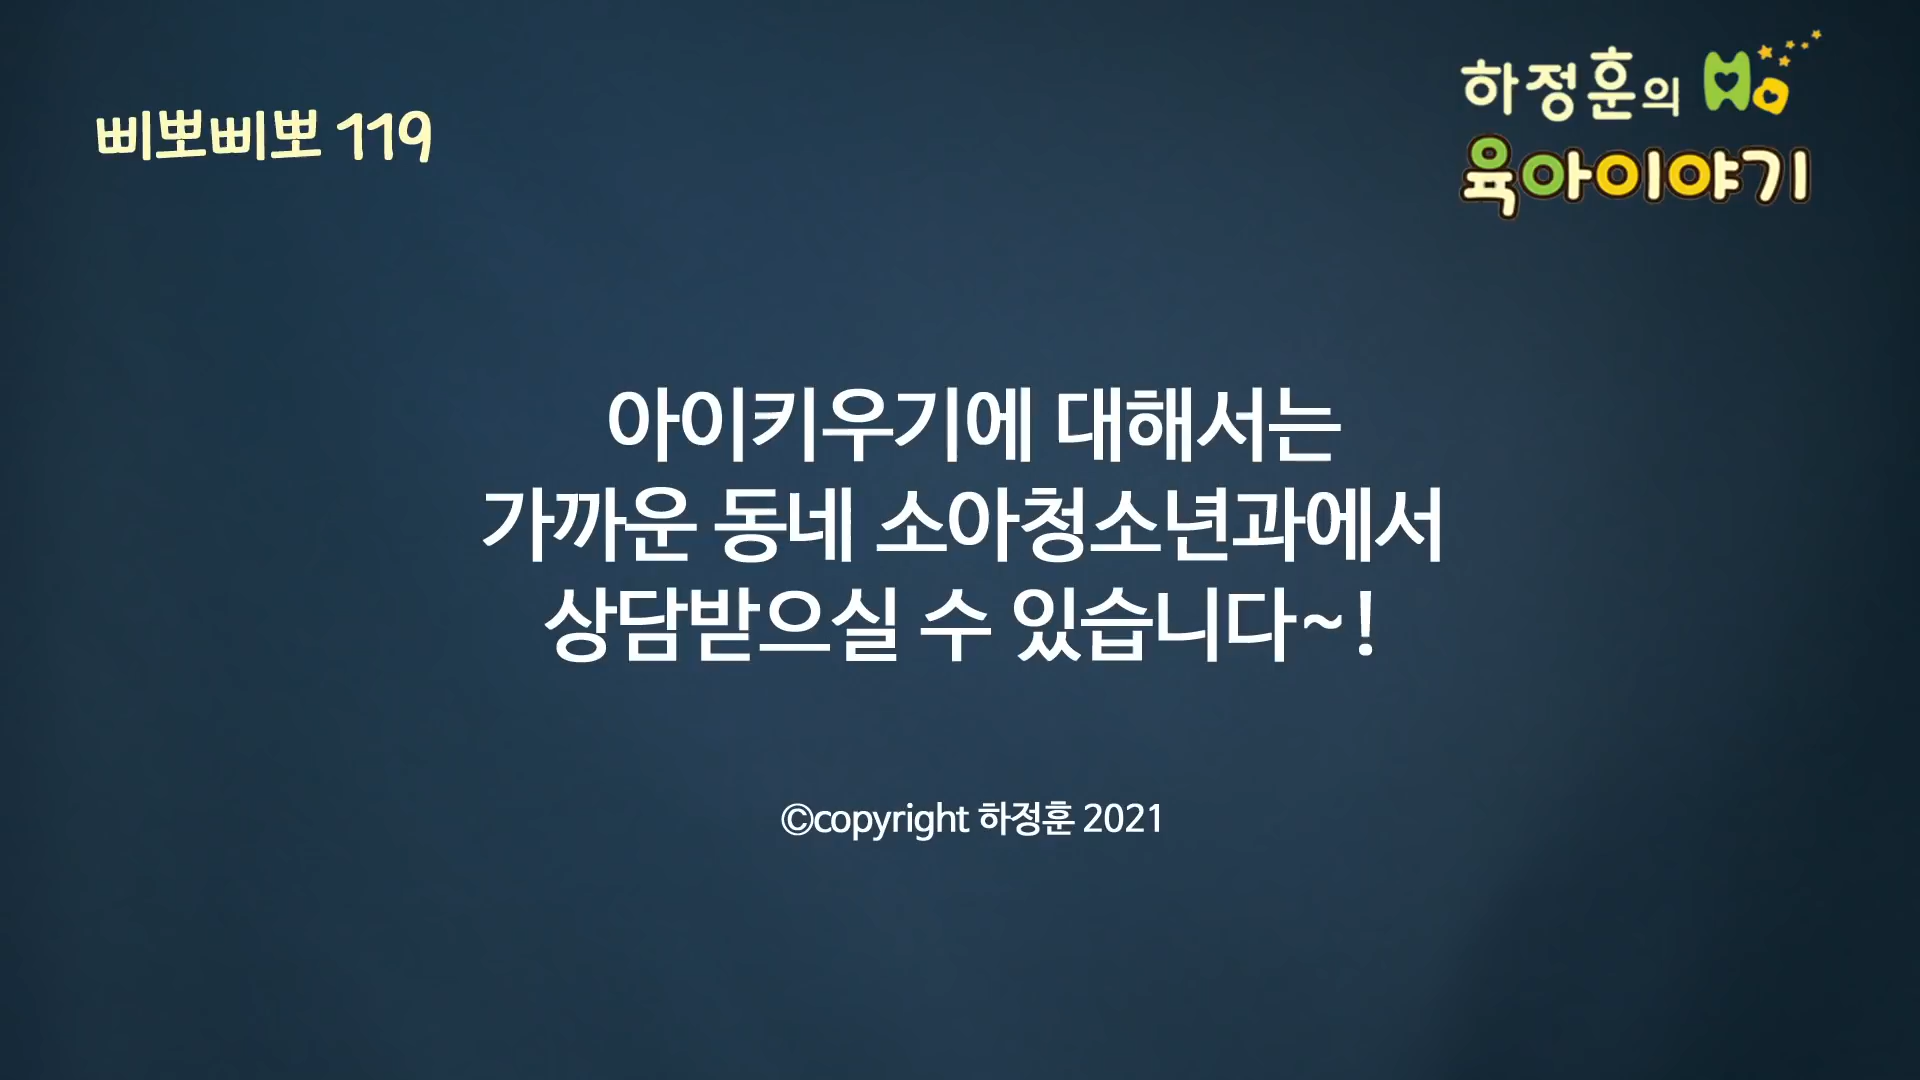 삐뽀삐뽀 119
하정훈의
육아이야기
아이키우기에 대해서는
가까운 동네 소아청소년과에서
상담받으실 수 있습니다~!
©copyright 하정훈 2021